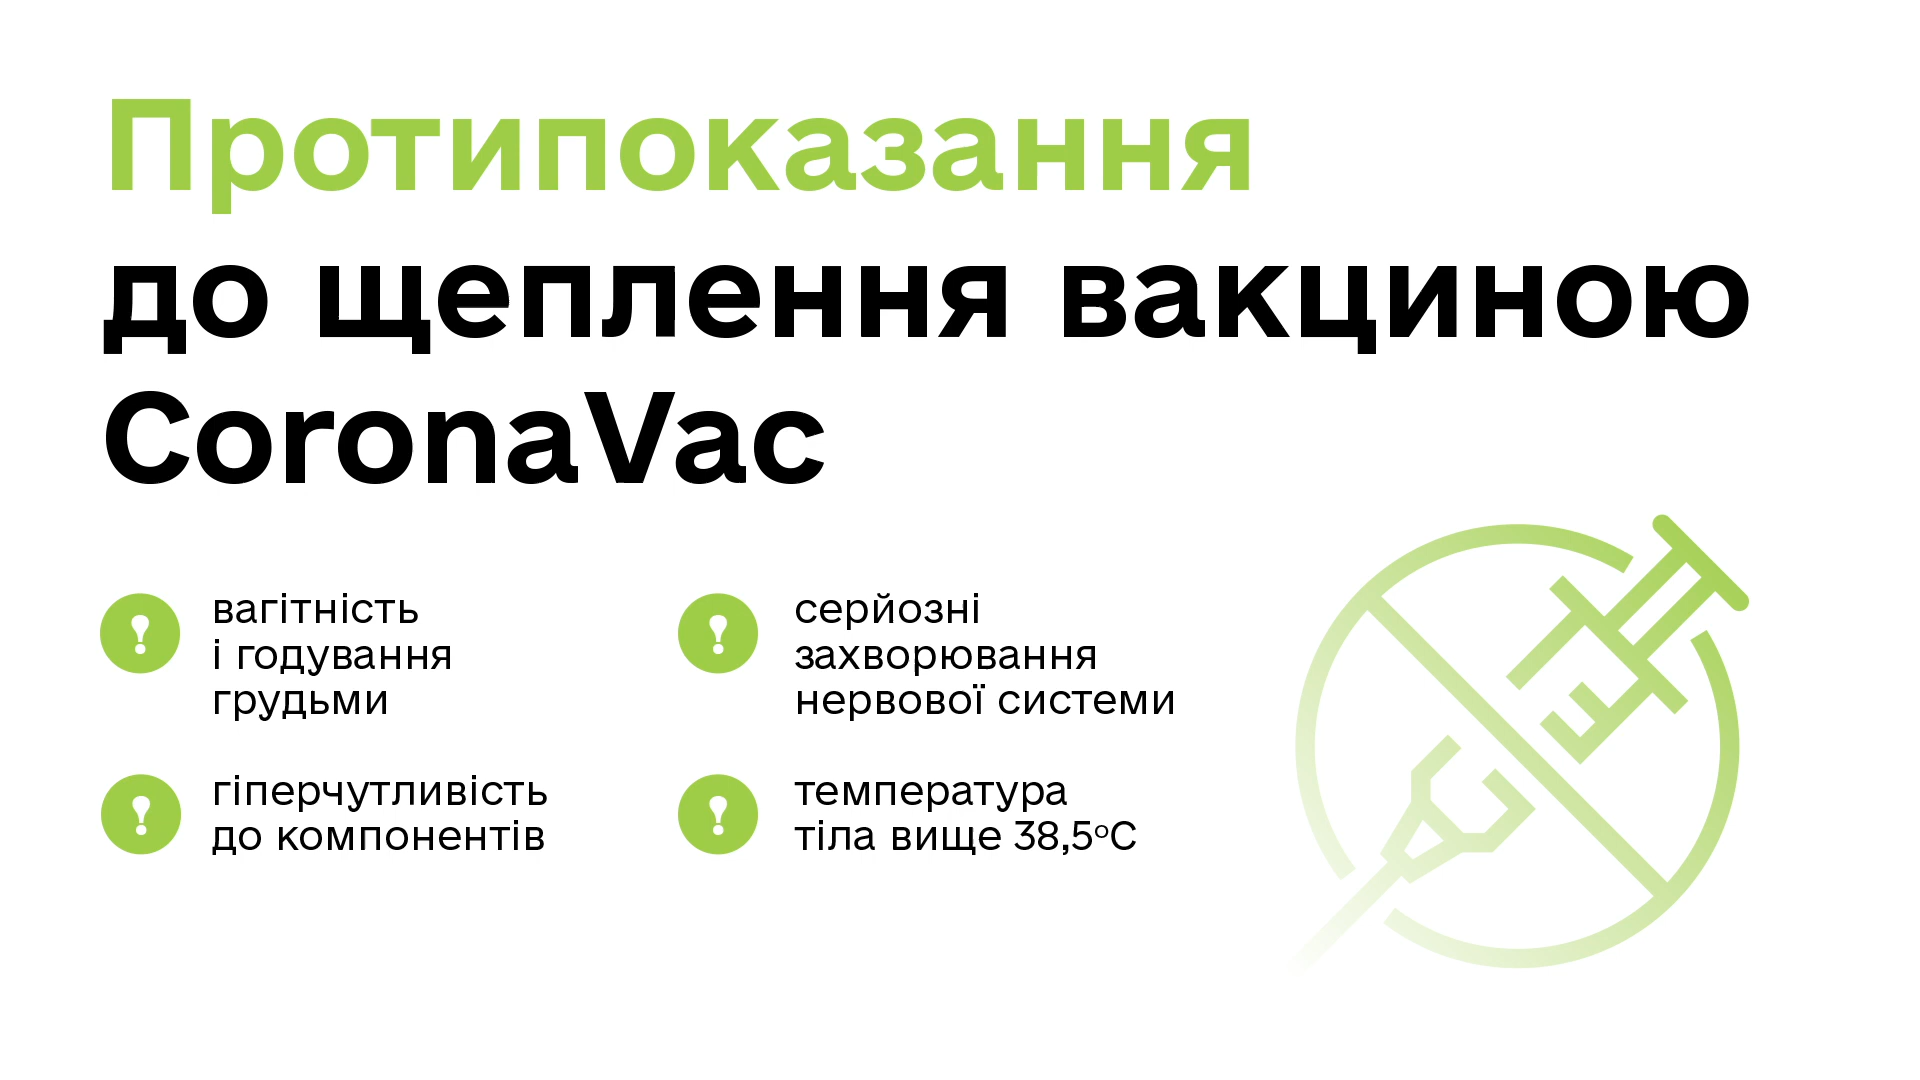 Протипоказання
до щеплення вакциною
CoronaVac
вагітність
і годування
грудьми
серйозні
захворювання
нервової системи
гіперчутливість
до компонентів
температура
тіла вище 38,5ºC